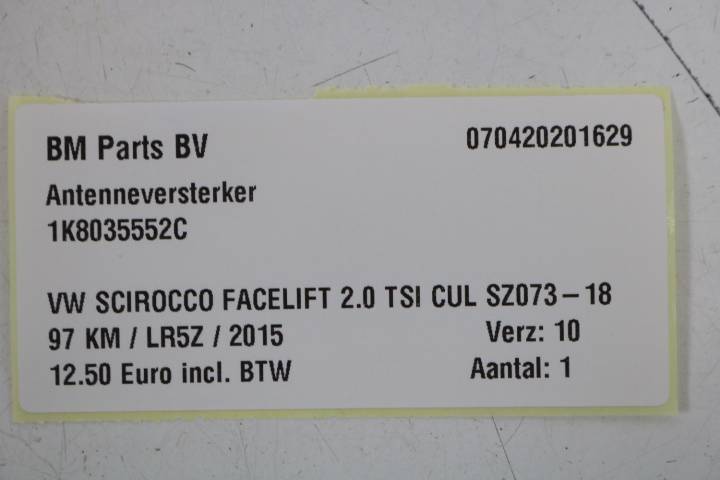 BM Parts BV 070420201629
Antenneversterker
1K8035552C
VW SCIROCCO FACELIFT 2.0 TSI CUL SZ073-18
97 KM / LR5Z / 2015 Verz: 10
12.50 Euro incl. BTW Aantal: 1